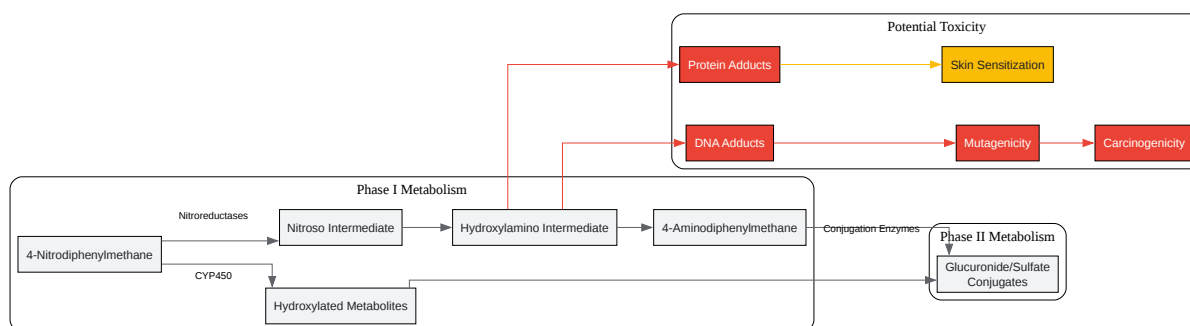 Potential Toxicity
Protein Adducts
Skin Sensitization
DNA Adducts
Mutagenicity
Carcinogenicity
Phase I Metabolism
Nitroreductases
Nitroso Intermediate
Hydroxylamino Intermediate
4-Aminodiphenylmethane
Conjugation Enzymes
4-Nitrodiphenylmethane
CYP450
Hydroxylated Metabolites
Phase II Metabolism
Glucuronide/Sulfate
Conjugates